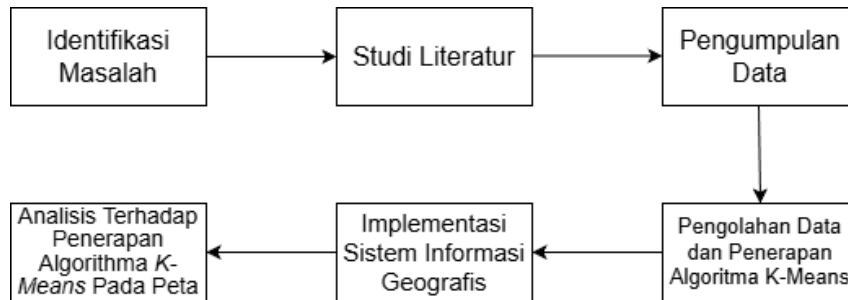 Identifikasi
Masalah
Studi Literatur
Pengumpulan
Data
Pengolahan Data
dan Penerapan
Algoritma K-Means
Implementasi
Sistem Informasi
Geografis
Analisis Terhadap
Penerapan
Algorithma K-
Means Pada Peta